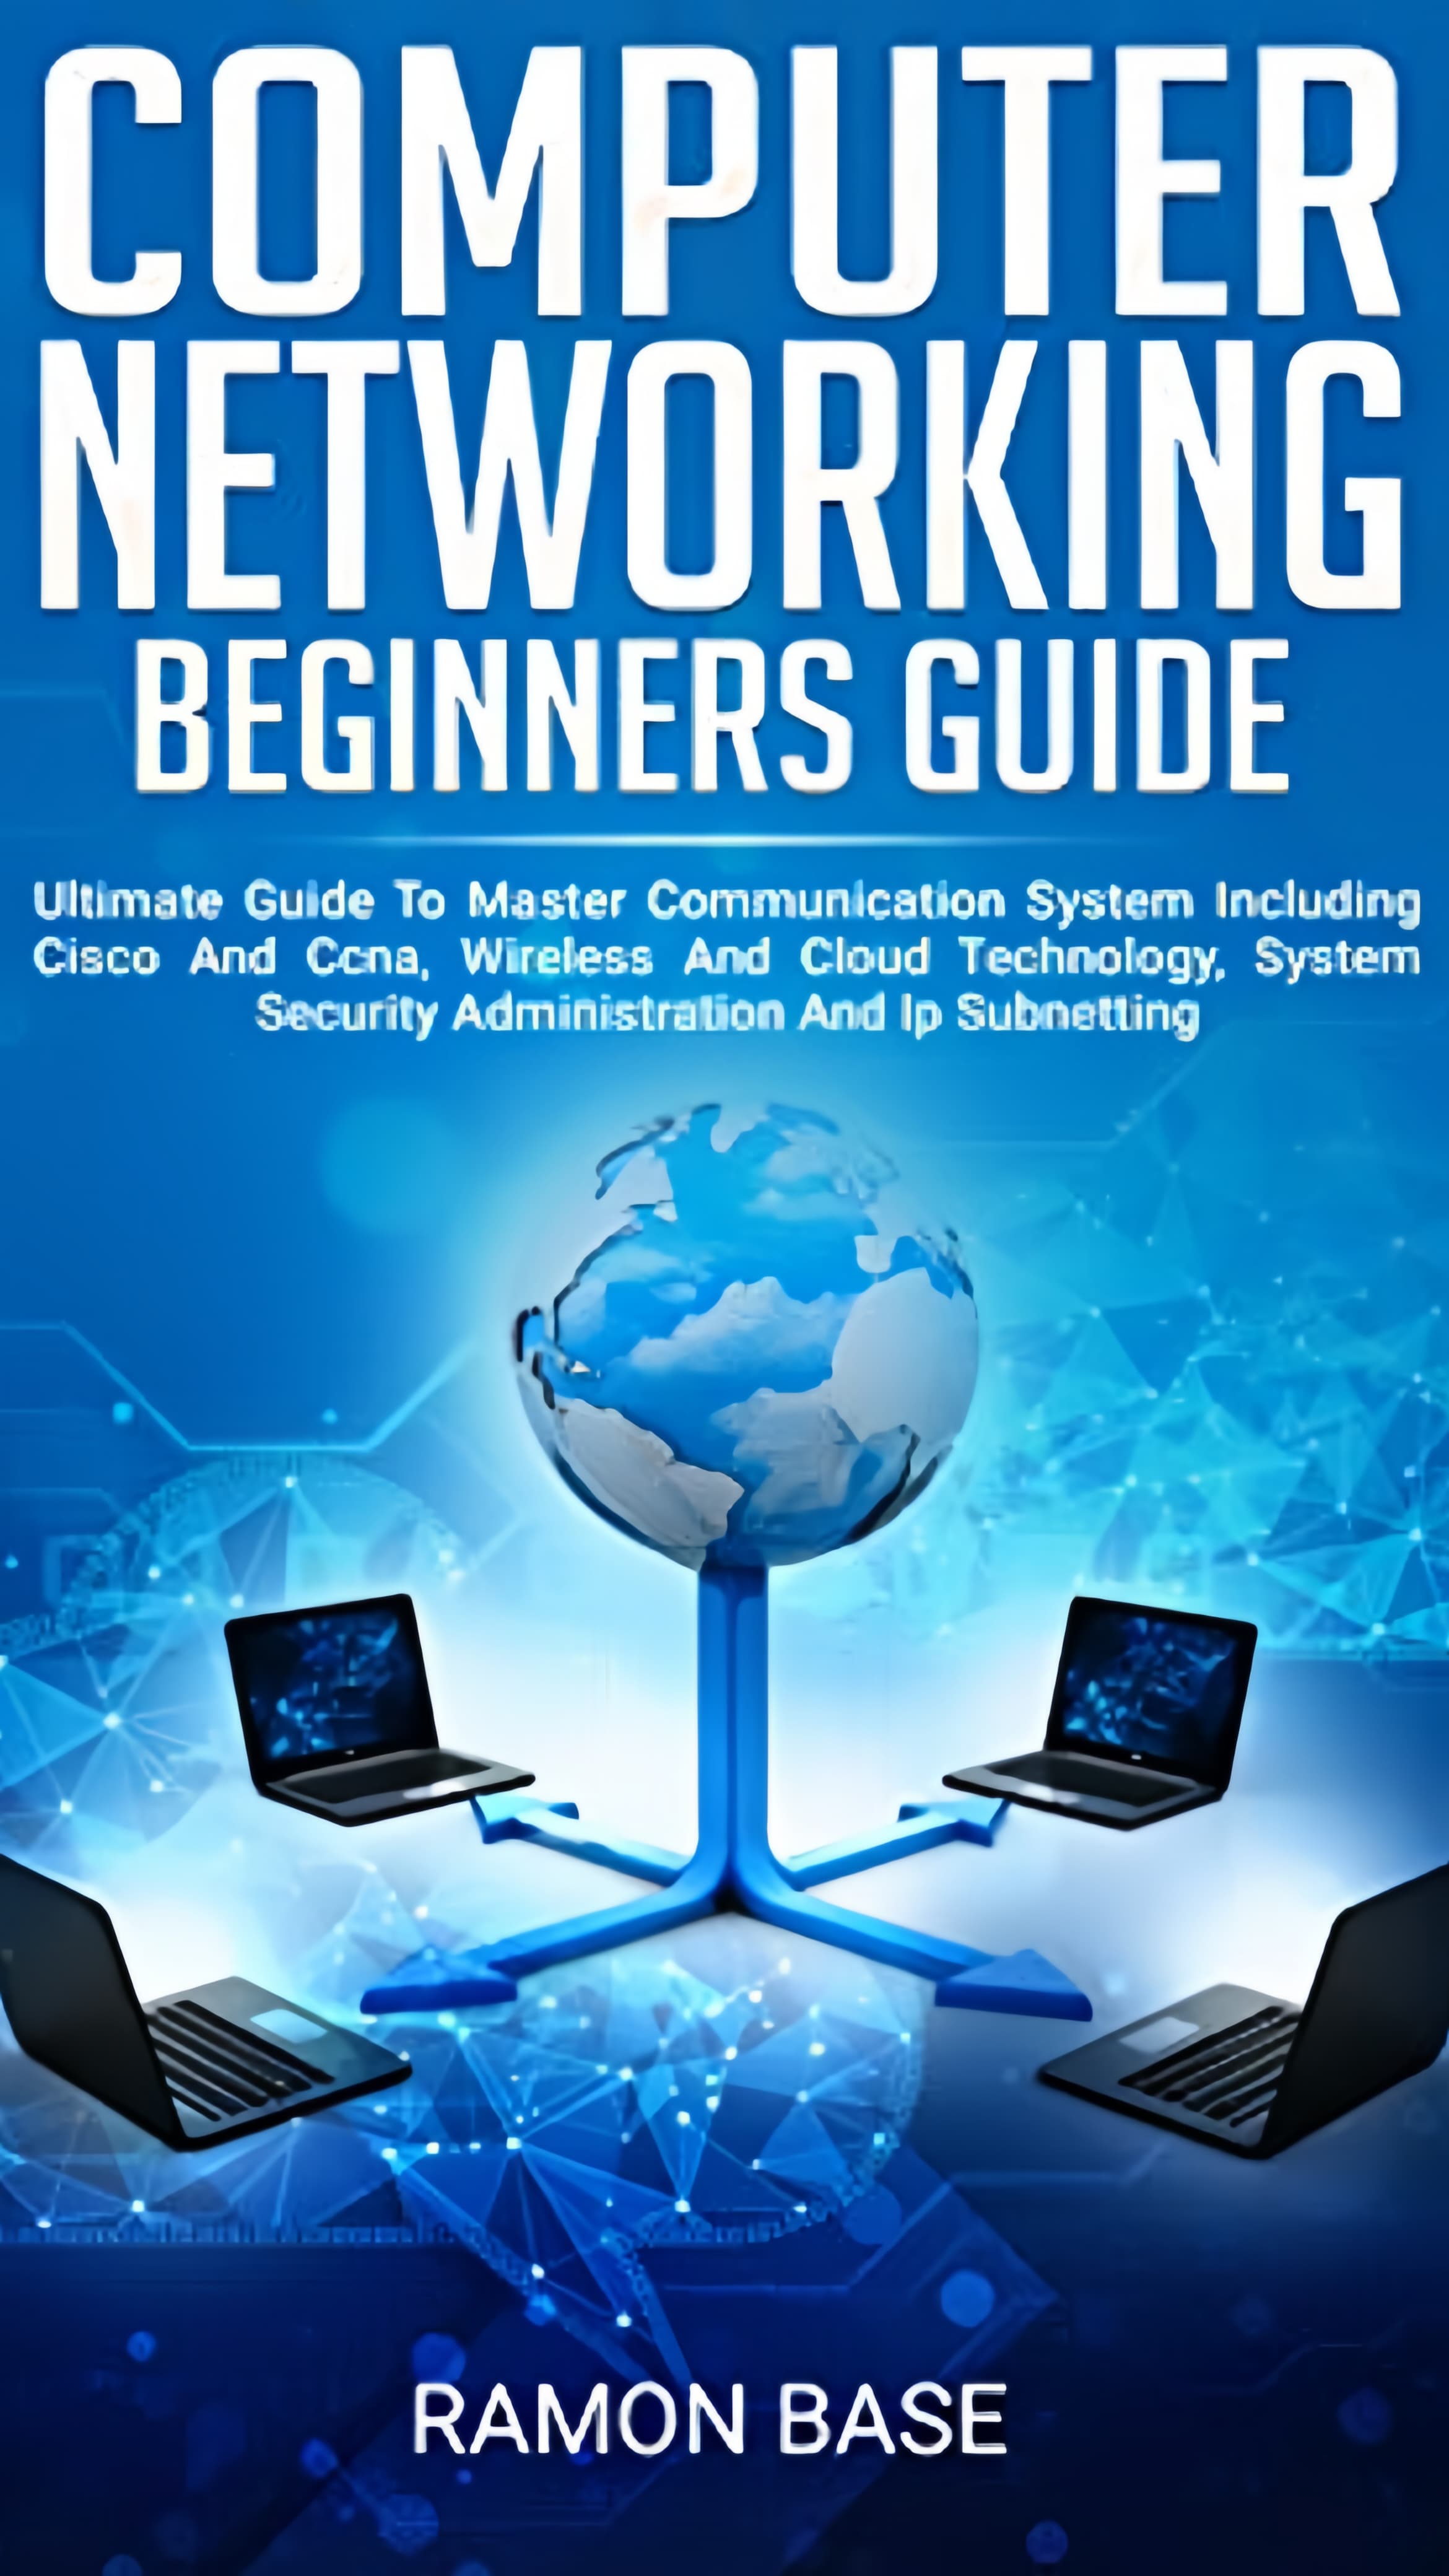 COMPUTER
NETWORKING
BEGINNERS GUIDE
Ultimate Guide To Master Communication System Including
Cisco And Ccna, Wireless And Cloud Technology, System
Security Administration And Ip Subnetting
RAMON BASE